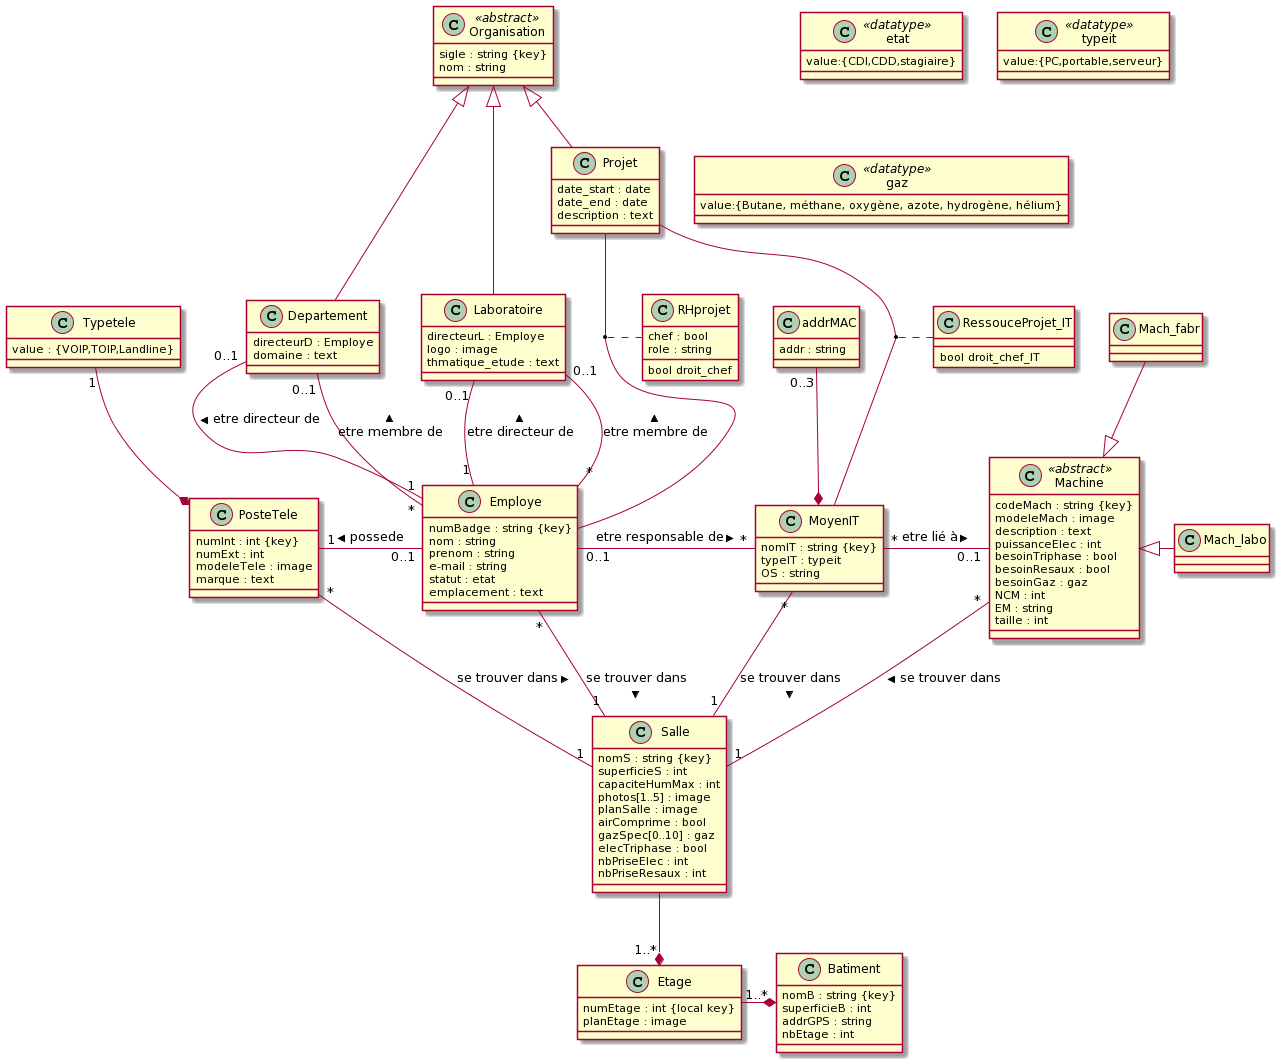 «abstract»
Organisation
sigle : string {key}
nom : string
«datatype»
etat
value:{CDI,CDD,stagiaire}
«datatype»
typeit
value:{PC,portable,serveur}
Projet
date_start : date
date_end : date
description : text
«datatype»
gaz
value:{Butane, méthane, oxygène, azote, hydrogène, hélium}
Typetele
value : {VOIP,TOIP,Landline}
Departement
directeurD : Employe
domaine : text
Laboratoire
directeurL : Employe
logo : image
thmatique_etude : text
RHprojet
chef : bool
role : string
bool droit_chef
addrMAC
addr : string
RessouceProjet_IT
bool droit_chef_IT
Mach_fabr
0..1
1
0..1
0..1
0..1
0..3
etre directeur de
etre membre de
etre directeur de
etre membre de
1
*
1
*
«abstract»
Machine
codeMach : string {key}
modeleMach : image
description : text
puissanceElec : int
besoinTriphase : bool
besoinResaux : bool
besoinGaz : gaz
NCM : int
EM : string
taille : int
Mach_labo
PosteTele
numInt : int {key}
numExt : int
modeleTele : image
marque : text
1
possede
0..1
Employe
numBadge : string {key}
nom : string
prenom : string
e-mail : string
statut : etat
emplacement : text
etre responsable de
0..1
*
MoyenIT
nomIT : string {key}
typeIT : typeit
OS : string
*
etre lié à
0..1
*
*
*
*
se trouver dans
se trouver dans
se trouver dans
se trouver dans
1
1
1
1
Salle
nomS : string {key}
superficieS : int
capaciteHumMax : int
photos[1..5] : image
planSalle : image
airComprime : bool
gazSpec[0..10] : gaz
elecTriphase : bool
nbPriseElec : int
nbPriseResaux : int
1..*
Etage
numEtage : int {local key}
planEtage : image
1..*
Batiment
nomB : string {key}
superficieB : int
addrGPS : string
nbEtage : int